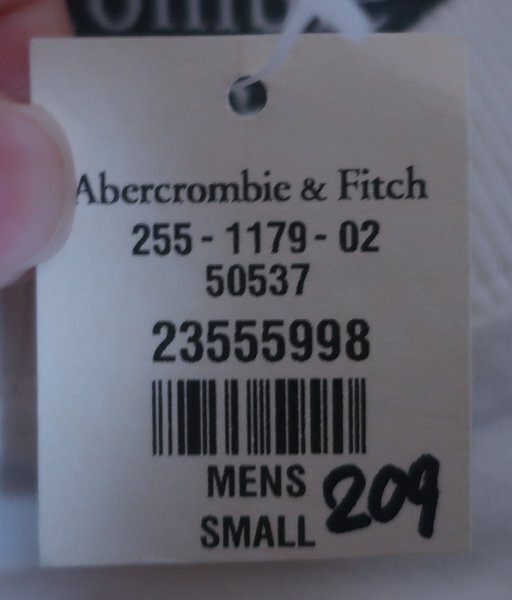 Abercrombie & Fitch
255 - 1179 - 02
50537
23555998
MENS
209
SMALL